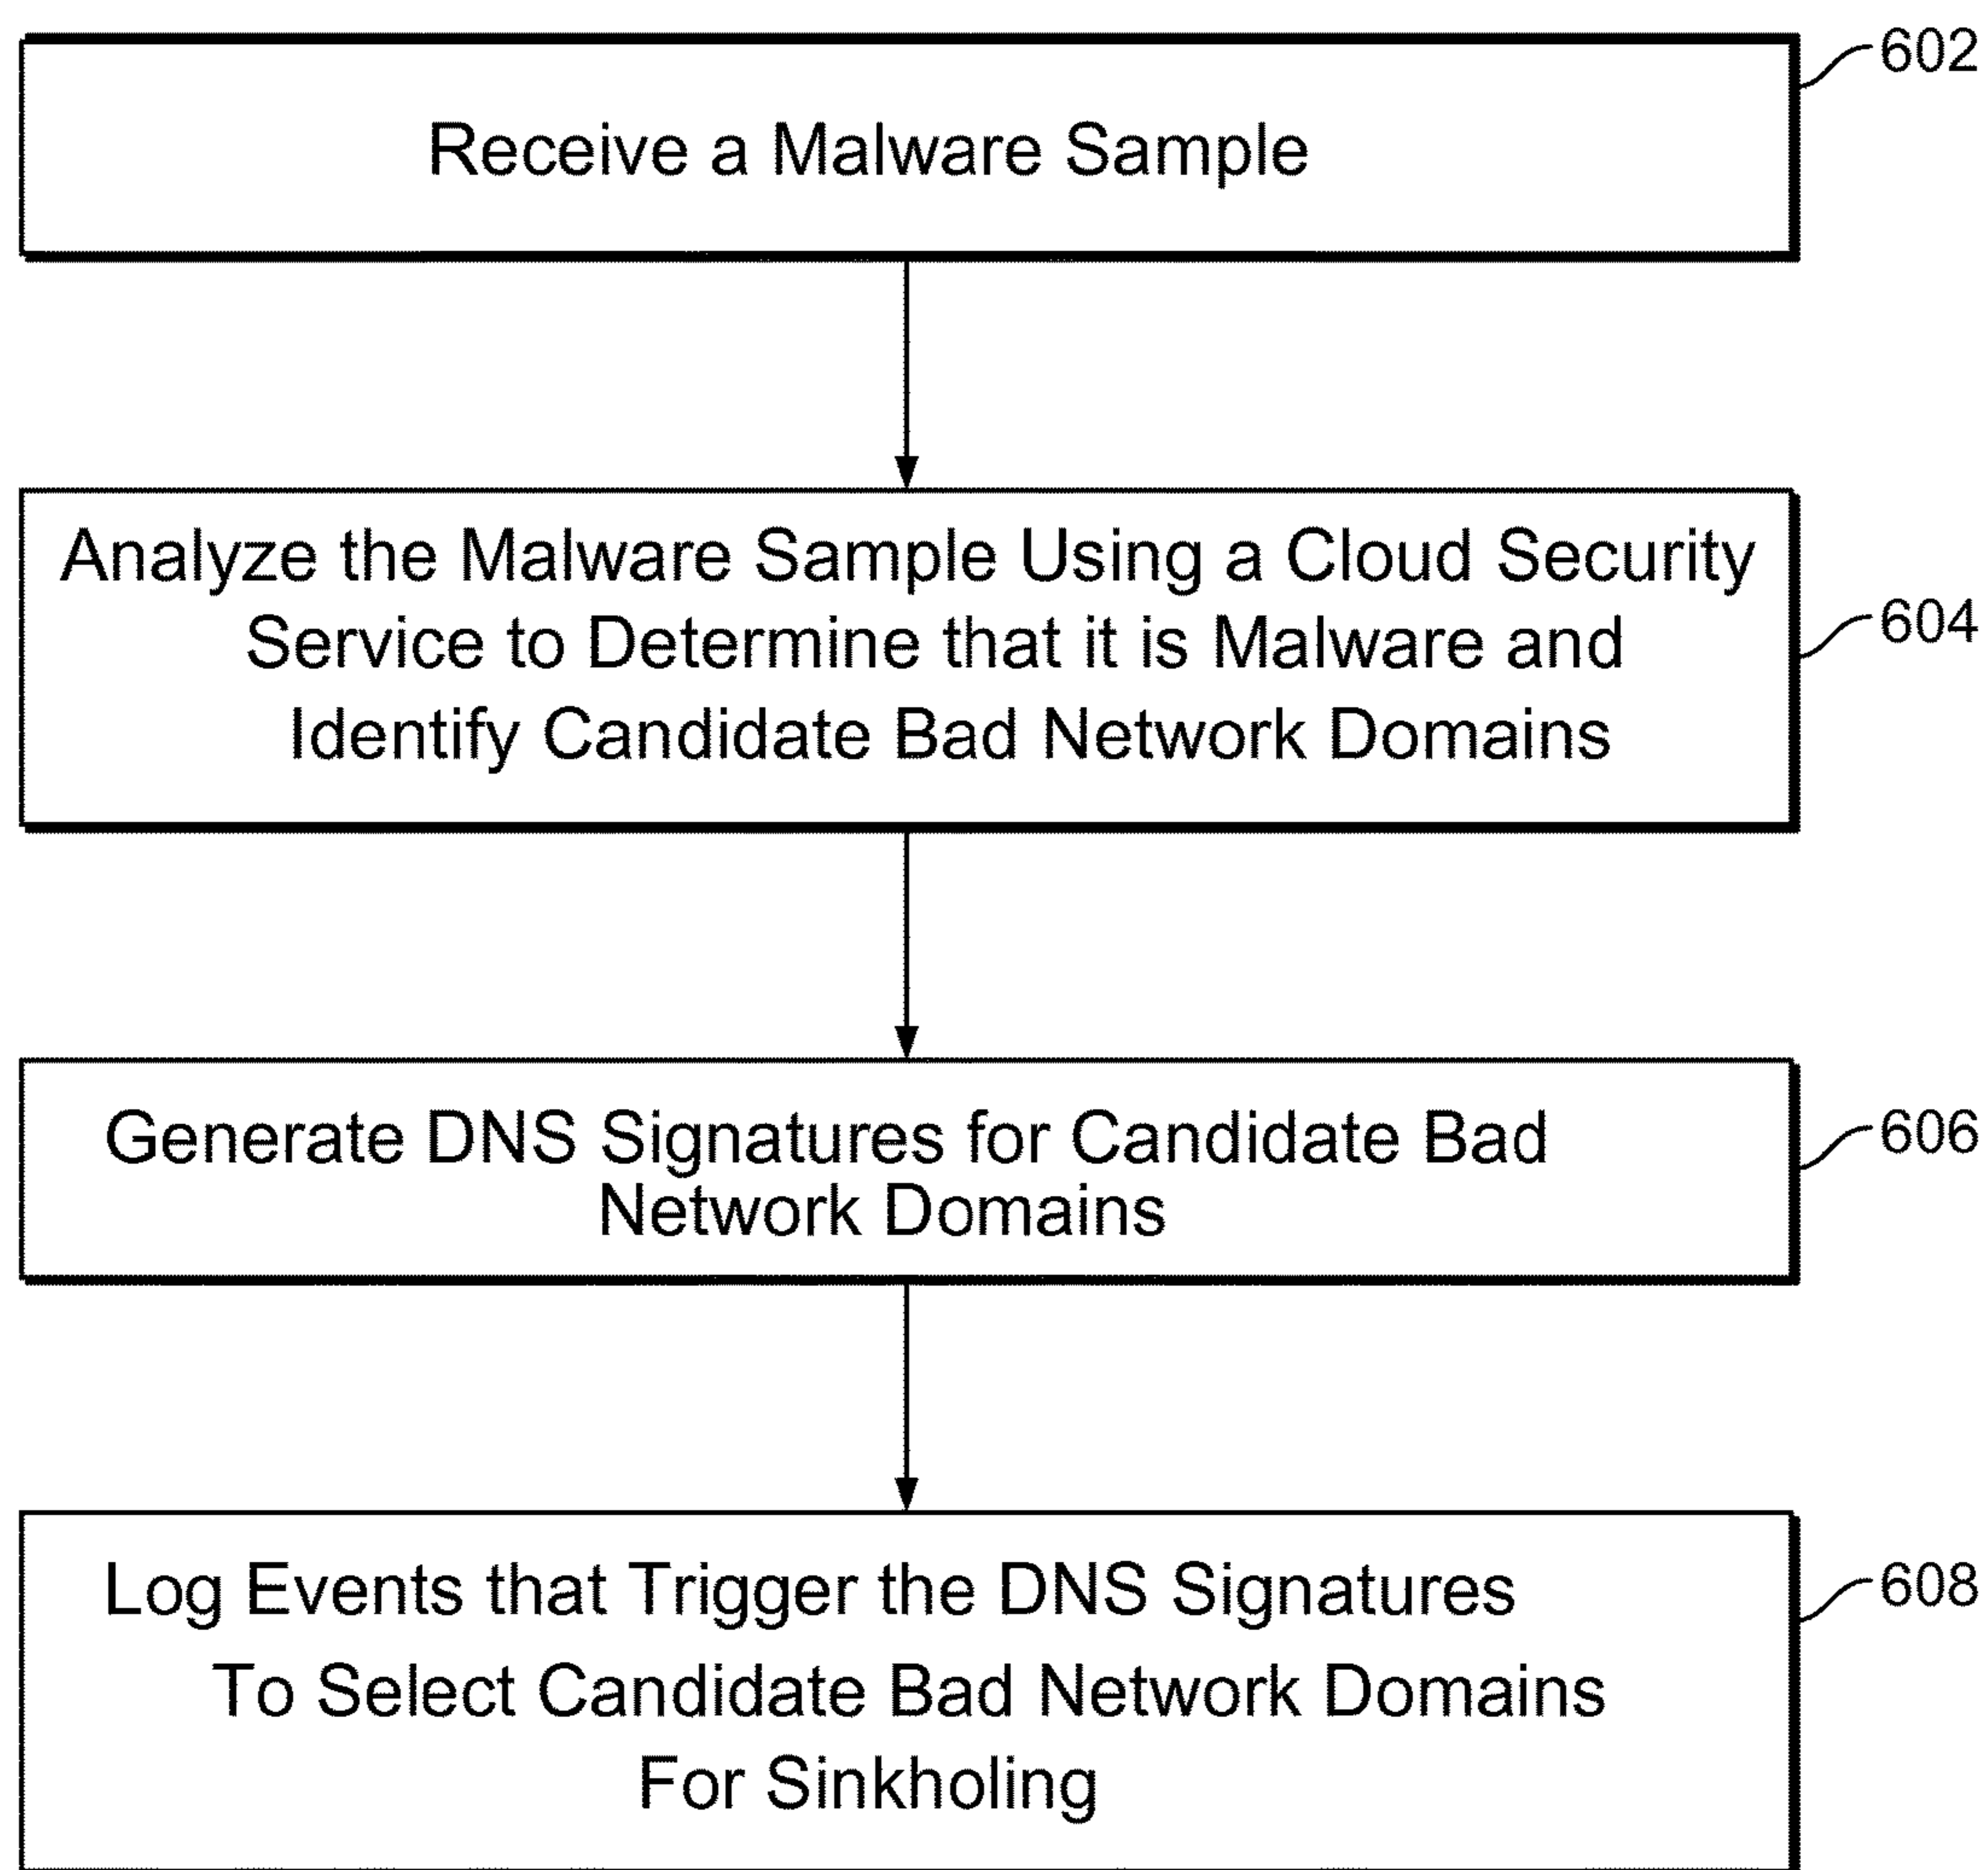 602
Receive a Malware Sample
Analyze the Malware Sample Using a Cloud Security
Service to Determine that it is Malware and
Identify Candidate Bad Network Domains
604
Generate DNS Signatures for Candidate Bad
Network Domains
606
Log Events that Trigger the DNS Signatures
To Select Candidate Bad Network Domains
For Sinkholing
608